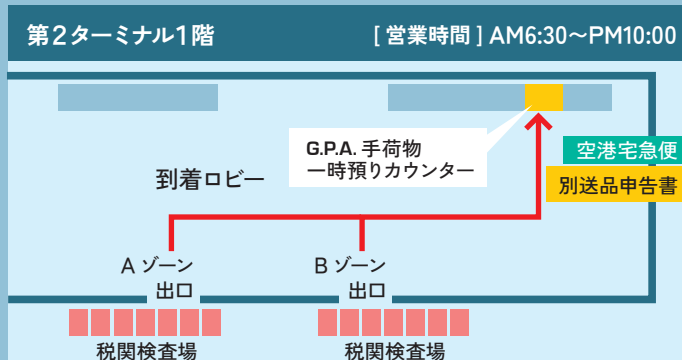 第2ターミナル1階
[ 営業時間 ] AM6:30～PM10:00
G.P.A. 手荷物
一時預りカウンター
空港宅急便
別送品申告書
到着ロビー
A ゾーン
出口
B ゾーン
出口
税関検査場
税関検査場